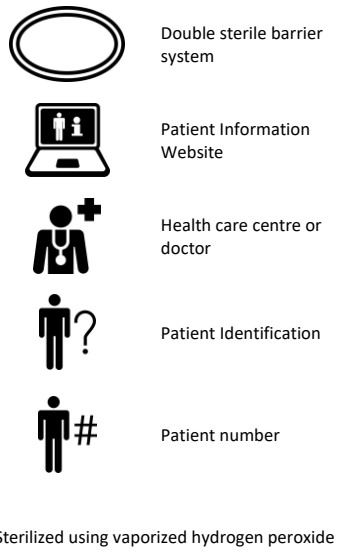 Double sterile barrier
system
Patient Information
Website
Health care centre or
doctor
?
Patient Identification
#
Patient number
Sterilized using vaporized hydrogen peroxide